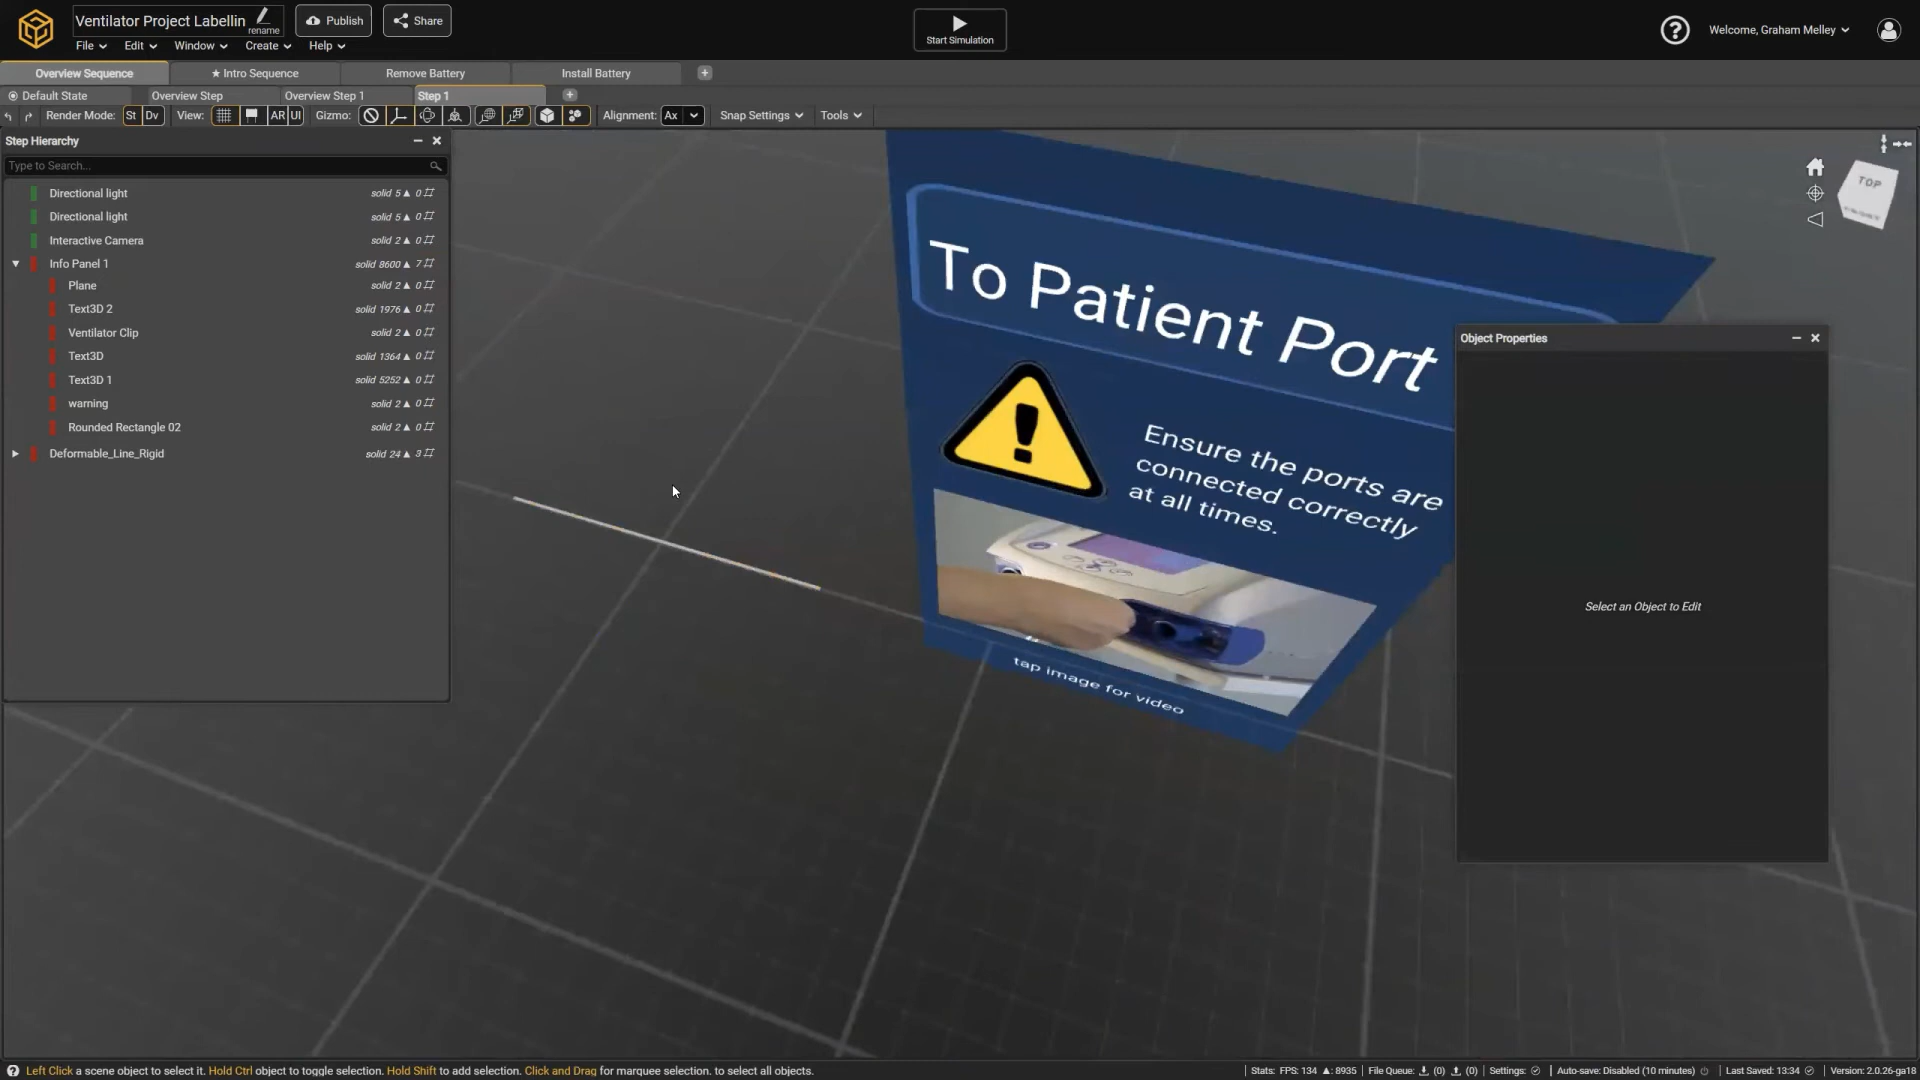 Ventilator Project Labellin
rename
Publish
Share
File Edit Window Create Help
Start Simulation
Welcome, Graham Melley
Overview Sequence ★ Intro Sequence Remove Battery Install Battery +
Default State Overview Step Overview Step 1 Step 1 +
Render Mode: St Dv View: AR UI Gizmo: Alignment: Ax Snap Settings Tools
Step Hierarchy
Type to Search...
Directional light solid 5 ▲ 0
Directional light solid 5 ▲ 0
Interactive Camera solid 2 ▲ 0
Info Panel 1 solid 8600 ▲ 7
Plane solid 2 ▲ 0
Text3D 2 solid 1976 ▲ 0
Ventilator Clip solid 2 ▲ 0
Text3D solid 1364 ▲ 0
Text3D 1 solid 5252 ▲ 0
warning solid 2 ▲ 0
Rounded Rectangle 02 solid 2 ▲ 0
Deformable_Line_Rigid solid 24 ▲ 3
To Patient Port
Ensure the ports are
connected correctly
at all times.
tap image for video
TOP
Object Properties
Select an Object to Edit
Left Click a scene object to select it. Hold Ctrl object to toggle selection. Hold Shift to add selection. Click and Drag for marquee selection. to select all objects.
Stats: FPS: 134 ▲: 8935 File Queue: (0) (0) Settings: Auto-save: Disabled (10 minutes) Last Saved: 13:34 Version: 2.0.26-ga18